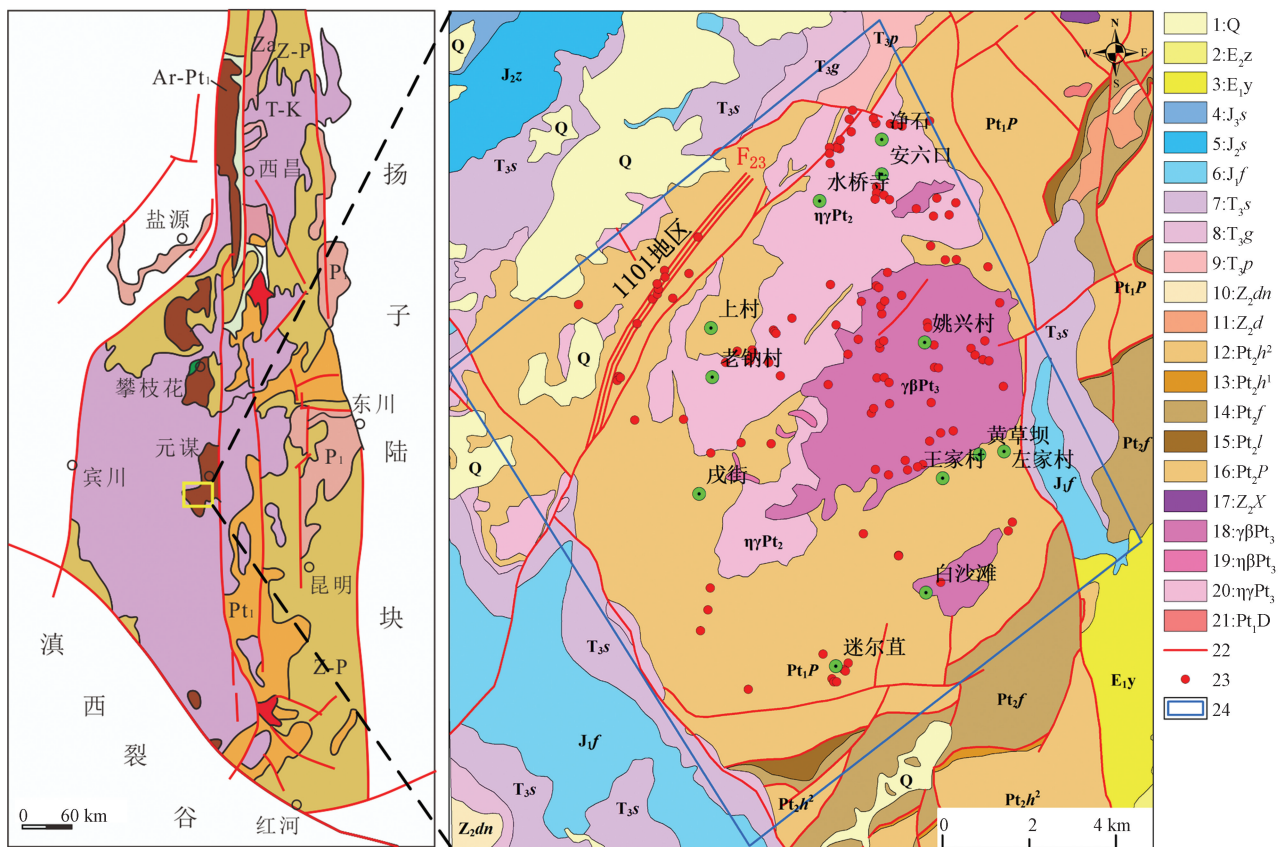 Za
Z-P
Ar-Pt₁
T-K
扬
西昌
盐源
P₁
子
攀枝花
东川
元谋
陆
P₁
宾川
昆明
Pt₁
块
滇
Z-P
西
裂
谷
红河
0 60 km
T₃p
Q
J₂z
T₃g
T₃s
净石
Pt₁P
Q
T₃s
Q
F₂₃
安六口
水桥寺
ηγPt₂
1101地区
上村
姚兴村
Pt₁P
T₃s
Q
老钠村
γβPt₃
黄草坝
Pt₂f
Q
戌街
王家村
左家村
J₁f
ηγPt₂
白沙滩
T₃s
迷尔苴
Pt₁P
E₁y
Pt₂f
J₁f
Q
T₃s
T₃s
Pt₂h²
Pt₂h²
Z₂dn
0 2 4 km
N
W E
S
1:Q
2:E₂z
3:E₁y
4:J₃s
5:J₂s
6:J₁f
7:T₃s
8:T₃g
9:T₃p
10:Z₂dn
11:Z₂d
12:Pt₂h²
13:Pt₂h¹
14:Pt₂f
15:Pt₂l
16:Pt₂P
17:Z₂X
18:γβPt₃
19:ηβPt₃
20:ηγPt₃
21:Pt₁D
22
23
24